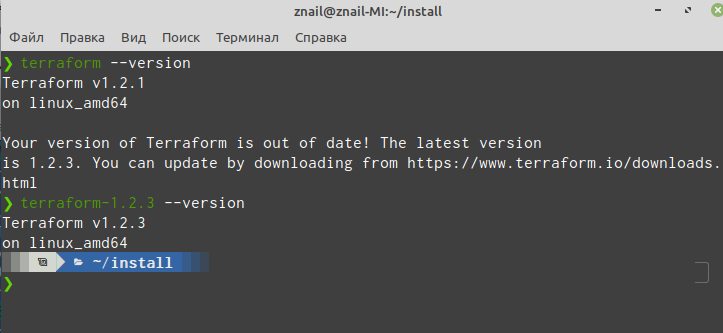 znail@znail-MI:~/install
Файл Правка Вид Поиск Терминал Справка
❯ terraform --version
Terraform v1.2.1
on linux_amd64
Your version of Terraform is out of date! The latest version
is 1.2.3. You can update by downloading from https://www.terraform.io/downloads.
html
❯ terraform-1.2.3 --version
Terraform v1.2.3
on linux_amd64
~/install
❯